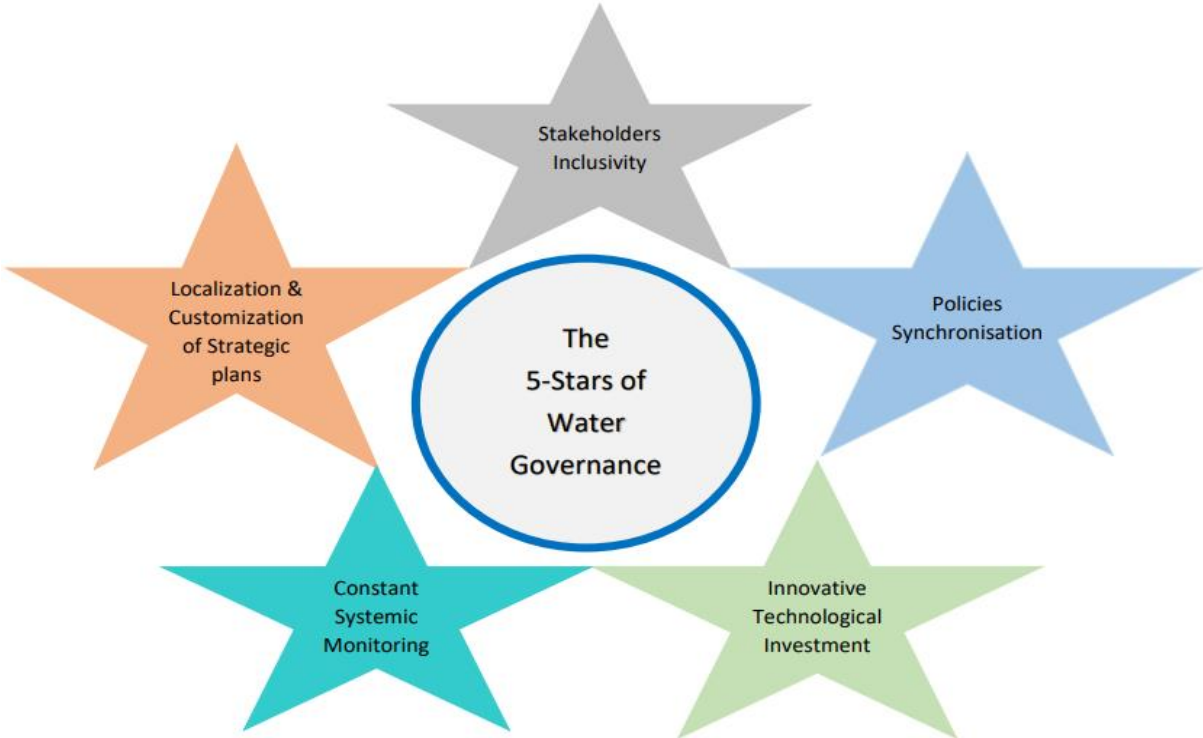 Stakeholders
Inclusivity
Localization &
Customization
of Strategic
plans
Policies
Synchronisation
The
5-Stars of
Water
Governance
Constant
Systemic
Monitoring
Innovative
Technological
Investment